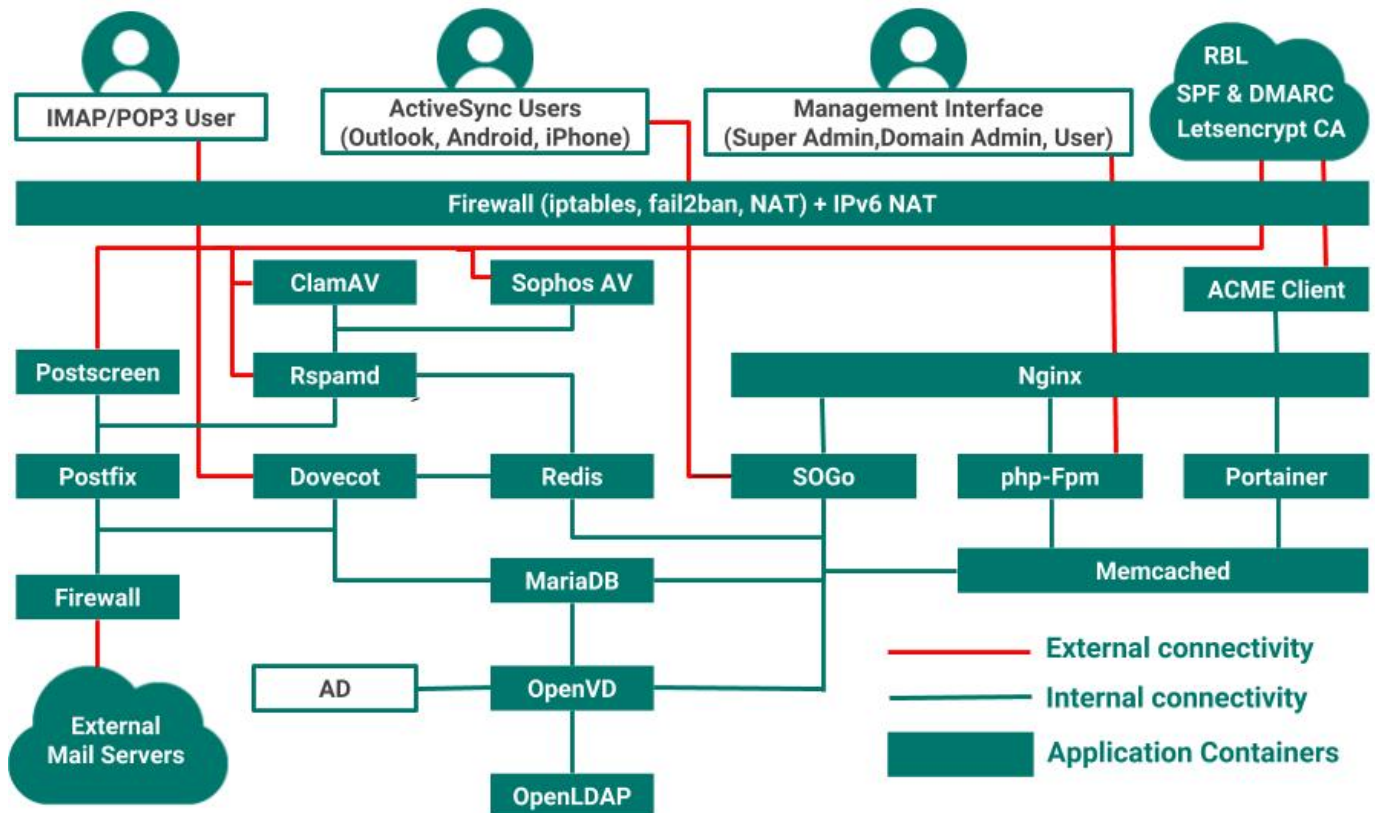 IMAP/POP3 User
ActiveSync Users
(Outlook, Android, iPhone)
Management Interface
(Super Admin,Domain Admin, User)
RBL
SPF & DMARC
Letsencrypt CA
Firewall (iptables, fail2ban, NAT) + IPv6 NAT
ClamAV
Sophos AV
ACME Client
Postscreen
Rspamd
Nginx
Postfix
Dovecot
Redis
SOGo
php-Fpm
Portainer
Firewall
MariaDB
Memcached
External
Mail Servers
AD
OpenVD
OpenLDAP
External connectivity
Internal connectivity
Application Containers